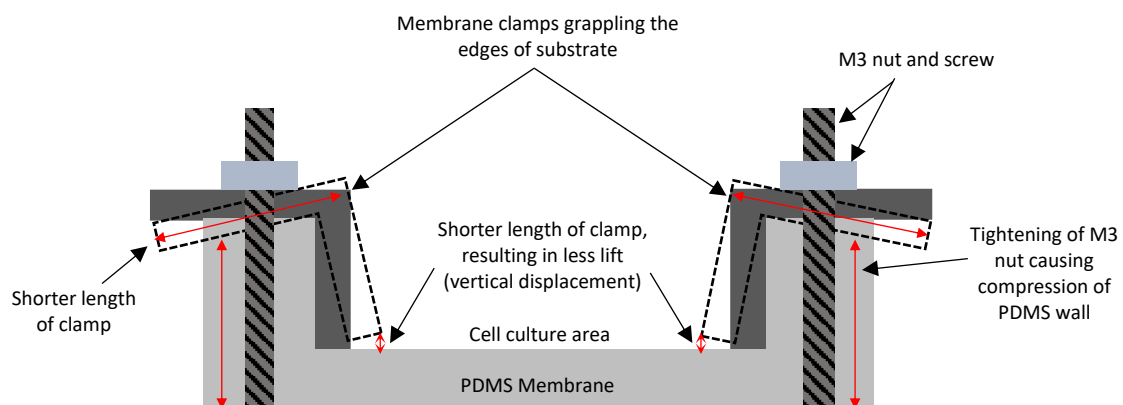 Membrane clamps grappling the
edges of substrate
M3 nut and screw
Shorter length of clamp,
resulting in less lift
(vertical displacement)
Tightening of M3
nut causing
compression of
PDMS wall
Shorter length
of clamp
Cell culture area
PDMS Membrane